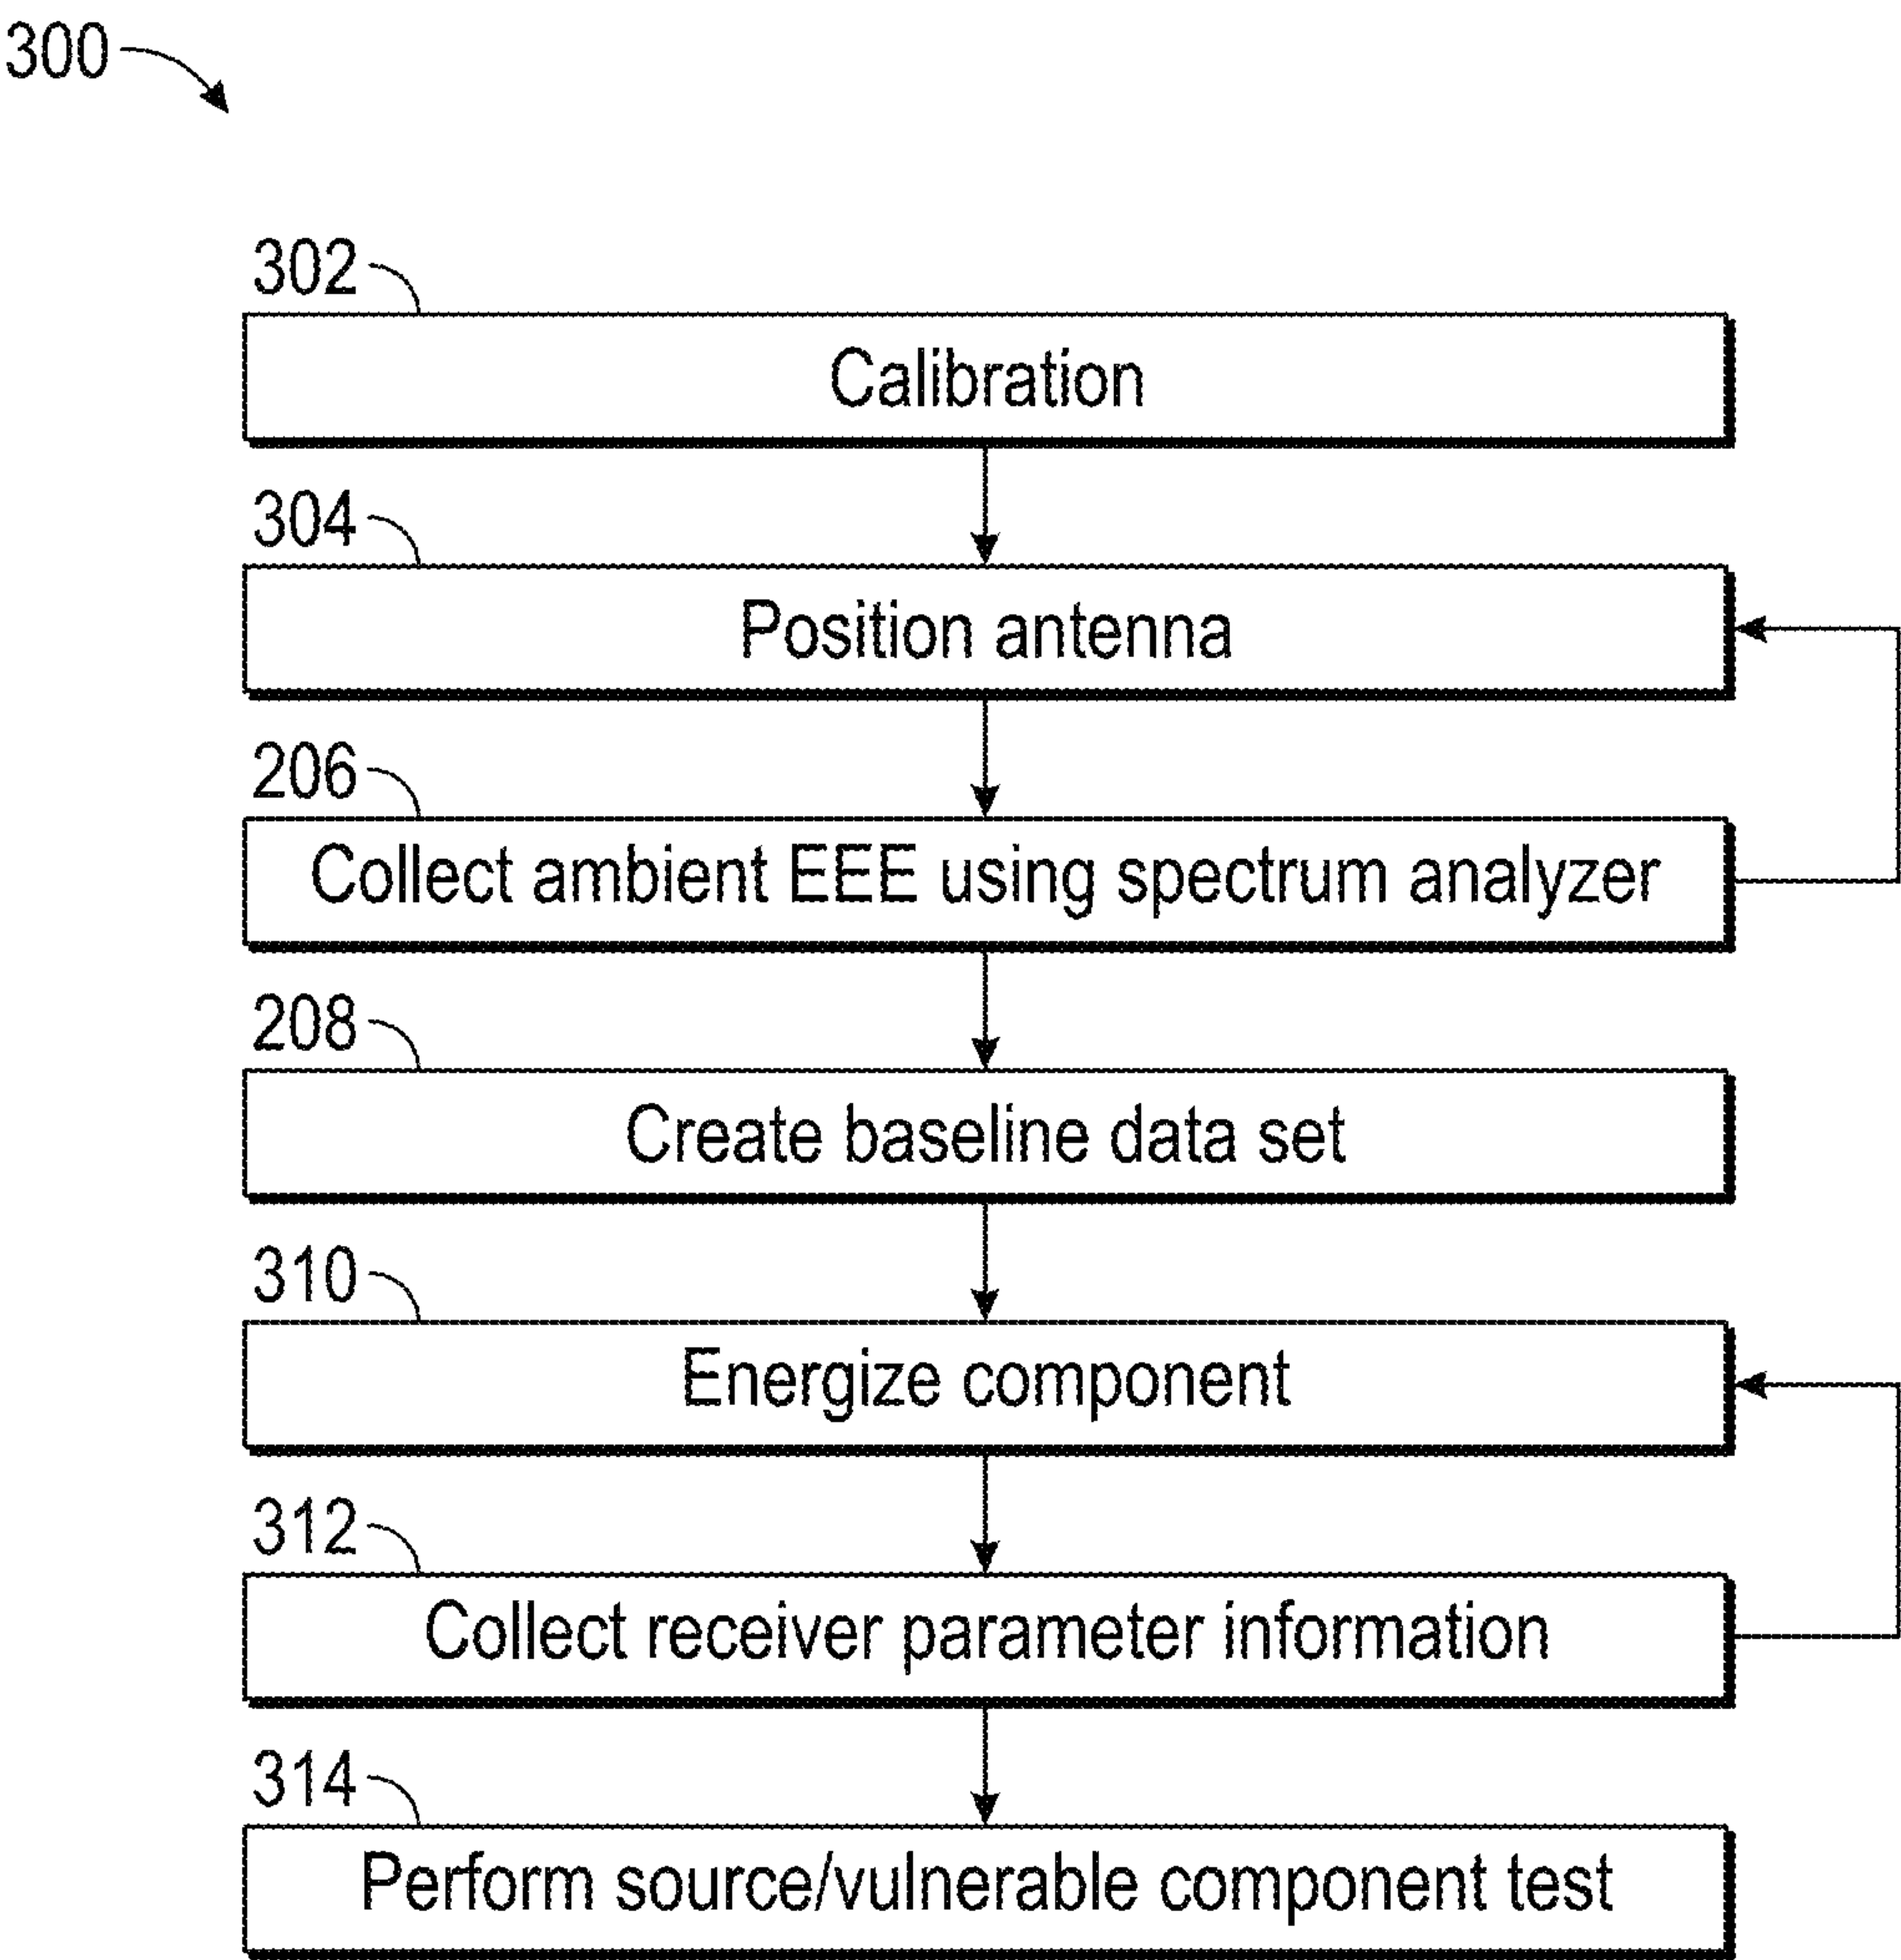 300
302
Calibration
304
Position antenna
206
Collect ambient EEE using spectrum analyzer
208
Create baseline data set
310
Energize component
312
Collect receiver parameter information
314
Perform source/vulnerable component test